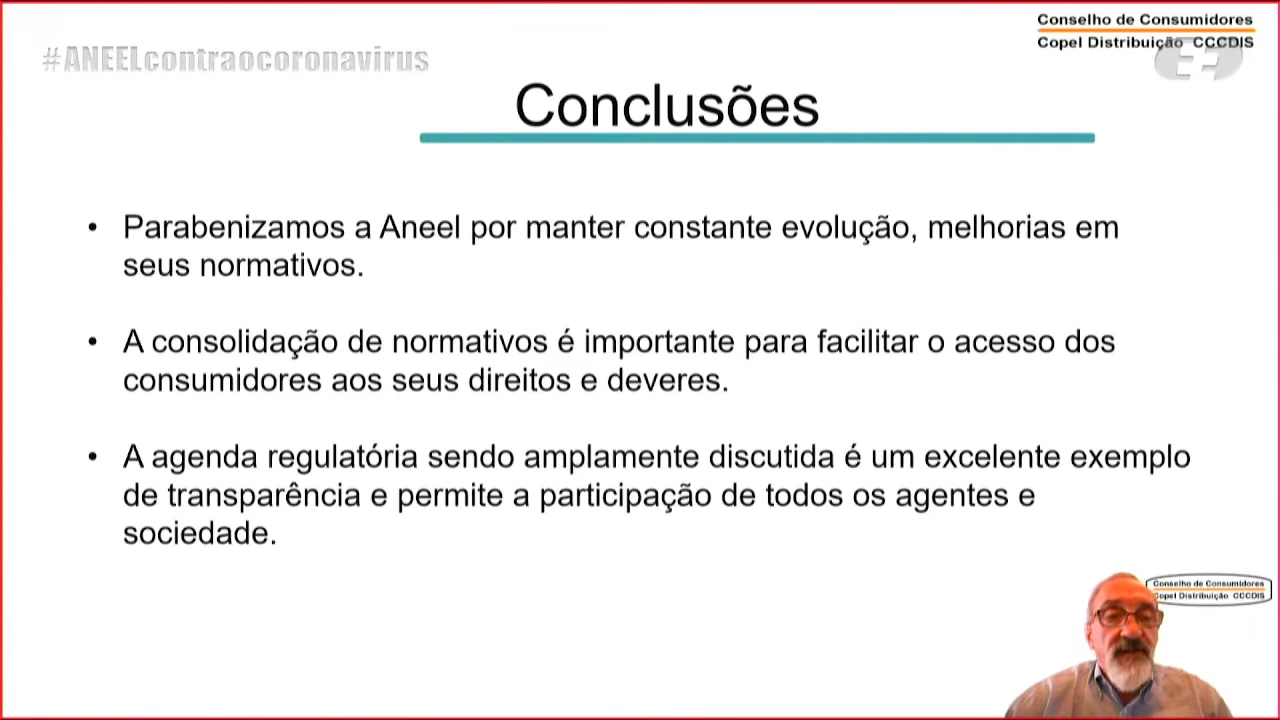 Conselho de Consumidores
Copel Distribuição CCCDIS
#ANEELcontraocoronavirus
Conclusões
• Parabenizamos a Aneel por manter constante evolução, melhorias em
seus normativos.
• A consolidação de normativos é importante para facilitar o acesso dos
consumidores aos seus direitos e deveres.
• A agenda regulatória sendo amplamente discutida é um excelente exemplo
de transparência e permite a participação de todos os agentes e
sociedade.
Conselho de Consumidores
Copel Distribuição CCCDIS